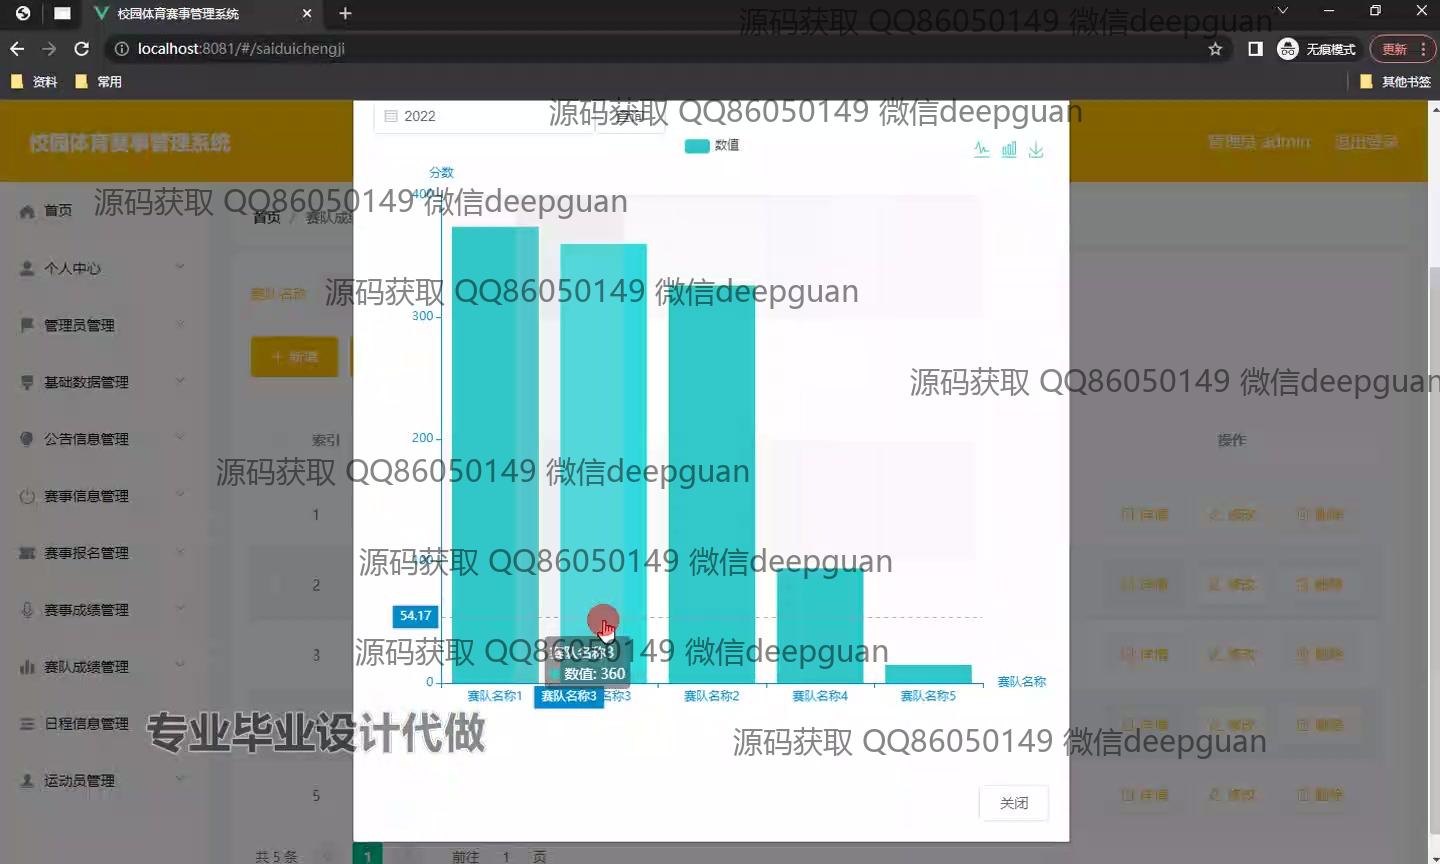 校园体育赛事管理系统
源码获取 QQ86050149 微信deepguan
localhost:8081/#/saiduichengji
无痕模式
更新
资料
常用
其他书签
2022
查询
源码获取 QQ86050149 微信deepguan
校园体育赛事管理系统
管理员 admin
退出登录
数值
分数
400
首页
源码获取 QQ86050149 微信deepguan
首页 / 赛队成绩
个人中心
赛队名称
源码获取 QQ86050149 微信deepguan
300
管理员管理
+ 新增
基础数据管理
源码获取 QQ86050149 微信deepguan
公告信息管理
索引
200
操作
源码获取 QQ86050149 微信deepguan
赛事信息管理
1
详情 修改 删除
赛事报名管理
源码获取 QQ86050149 微信deepguan
100
2
详情 修改 删除
赛事成绩管理
54.17
源码获取 QQ86050149 微信deepguan
赛队名称3
数值: 360
赛队成绩管理
3
详情 修改 删除
0
赛队名称1
赛队名称3
名称3
赛队名称2
赛队名称4
赛队名称5
赛队名称
日程信息管理
专业毕业设计代做
详情 修改 删除
源码获取 QQ86050149 微信deepguan
运动员管理
5
详情 修改 删除
关闭
共 5 条
1
前往 1 页